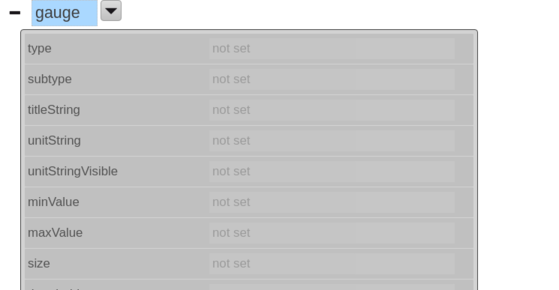 gauge
type not set
subtype not set
titleString not set
unitString not set
unitStringVisible not set
minValue not set
maxValue not set
size not set